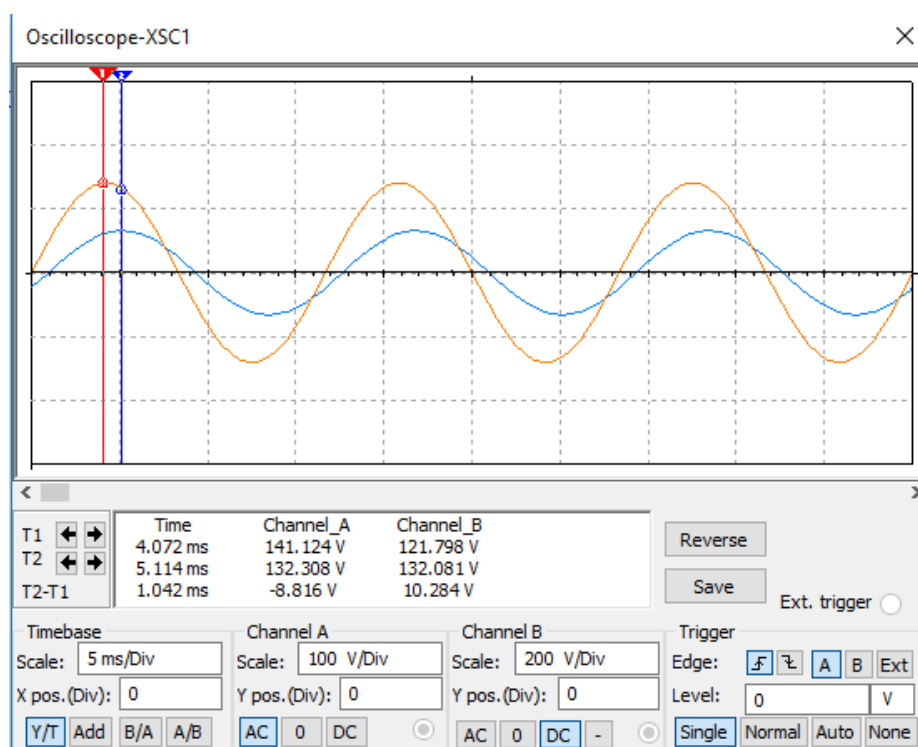 Oscilloscope-XSC1
1 2
Time Channel_A Channel_B
T1 4.072 ms 141.124 V 121.798 V
T2 5.114 ms 132.308 V 132.081 V
T2-T1 1.042 ms -8.816 V 10.284 V
Reverse
Save
Ext. trigger
Timebase
Scale: 5 ms/Div
X pos.(Div): 0
Y/T Add B/A A/B
Channel A
Scale: 100 V/Div
Y pos.(Div): 0
AC 0 DC
Channel B
Scale: 200 V/Div
Y pos.(Div): 0
AC 0 DC -
Trigger
Edge: A B Ext
Level: 0 V
Single Normal Auto None